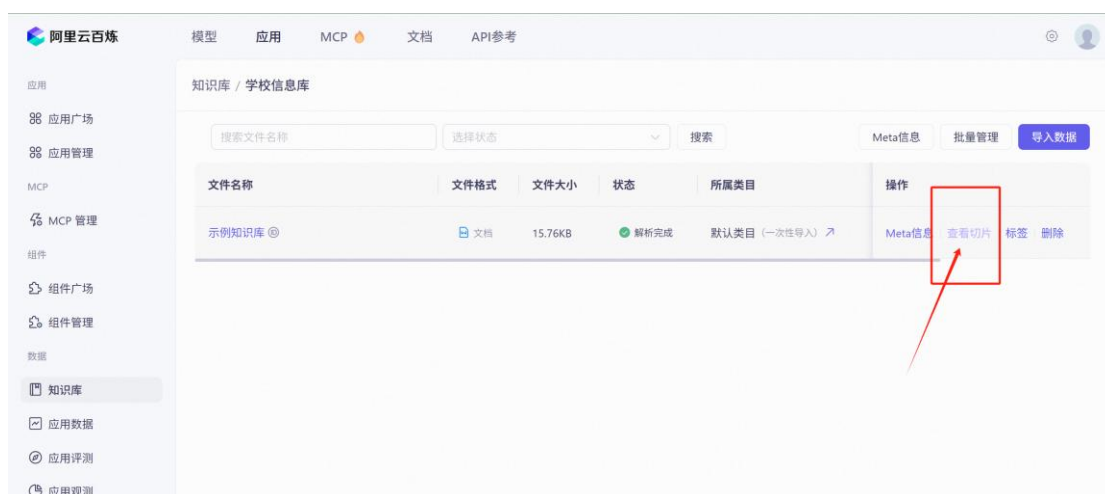 阿里云百炼 模型 应用 MCP 文档 API参考
应用
知识库 / 学校信息库
应用广场
搜索文件名称 选择状态 搜索 Meta信息 批量管理 导入数据
应用管理
MCP
文件名称 文件格式 文件大小 状态 所属类目 操作
MCP 管理
示例知识库 文档 15.76KB 解析完成 默认类目 (一次性导入) Meta信息 查看切片 标签 删除
组件
组件广场
组件管理
数据
知识库
应用数据
应用评测
应用观测